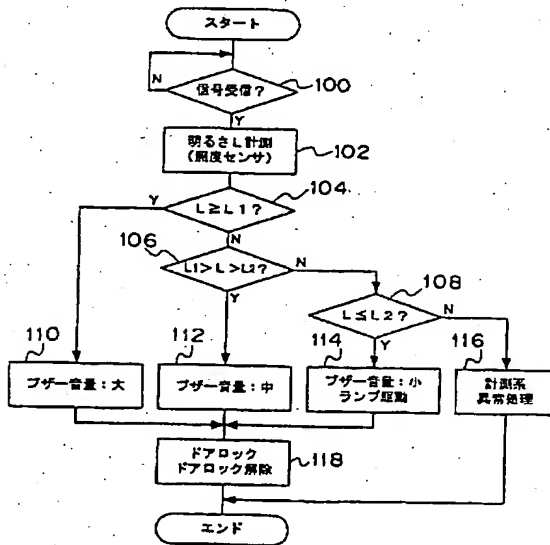 スタート
信号受信?
100
N
Y
明るさL計測
(照度センサ)
102
L≧L1?
104
Y
N
106
L1>L>L2?
N
Y
108
L≦L2?
N
Y
110
ブザー音量:大
112
ブザー音量:中
114
ブザー音量:小
ランプ駆動
116
計測系
異常処理
ドアロック
ドアロック解除
118
エンド